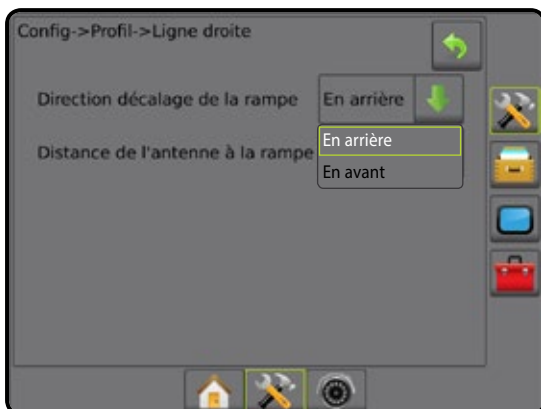 Config->Profil->Ligne droite
Direction décalage de la rampe
En arrière
Distance de l'antenne à la rampe
En arrière
En avant